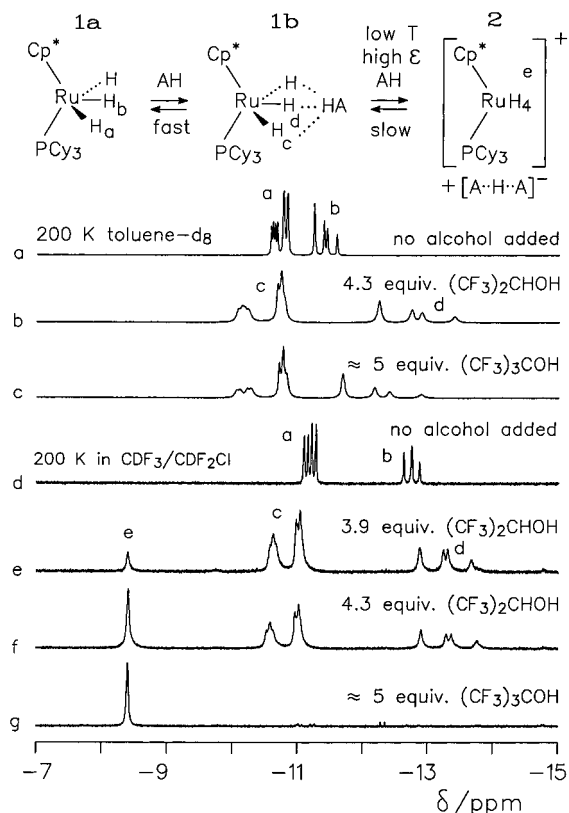 1a 1b 2
Cp* H Cp* H low T Cp* +
AH high Ɛ e
Ru H_b Ru H HA AH RuH4
fast d slow
H_a H c
PCy3 PCy3 PCy3
+[A··H··A]⁻
a b
200 K toluene-d8 no alcohol added
a
c 4.3 equiv. (CF3)2CHOH
b d
≈ 5 equiv. (CF3)3COH
c
a no alcohol added
200 K in CDF3/CDF2Cl b
d
e c 3.9 equiv. (CF3)2CHOH
e d
4.3 equiv. (CF3)2CHOH
f
≈ 5 equiv. (CF3)3COH
g
-7 -9 -11 -13 -15
δ /ppm